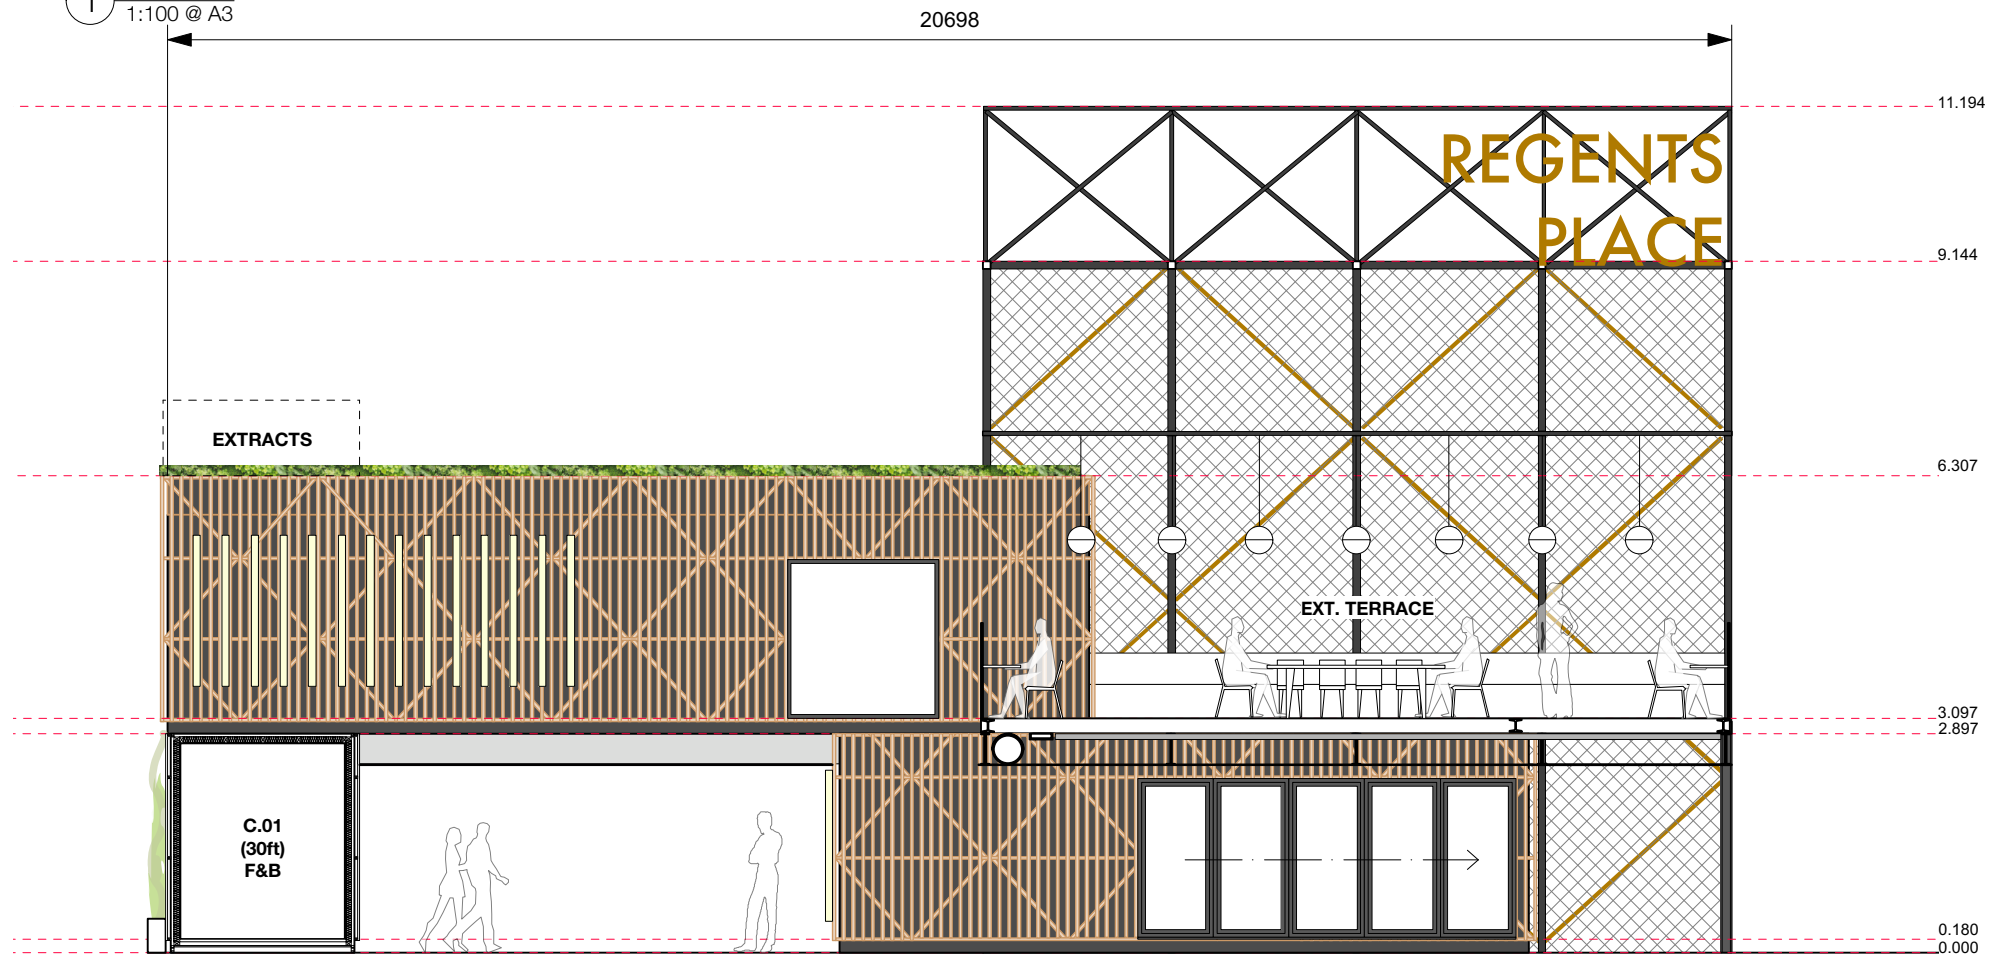 1
1:100 @ A3
20698
11.194
REGENTS
PLACE
9.144
EXTRACTS
6.307
EXT. TERRACE
3.097
2.897
C.01
(30ft)
F&B
0.180
0.000